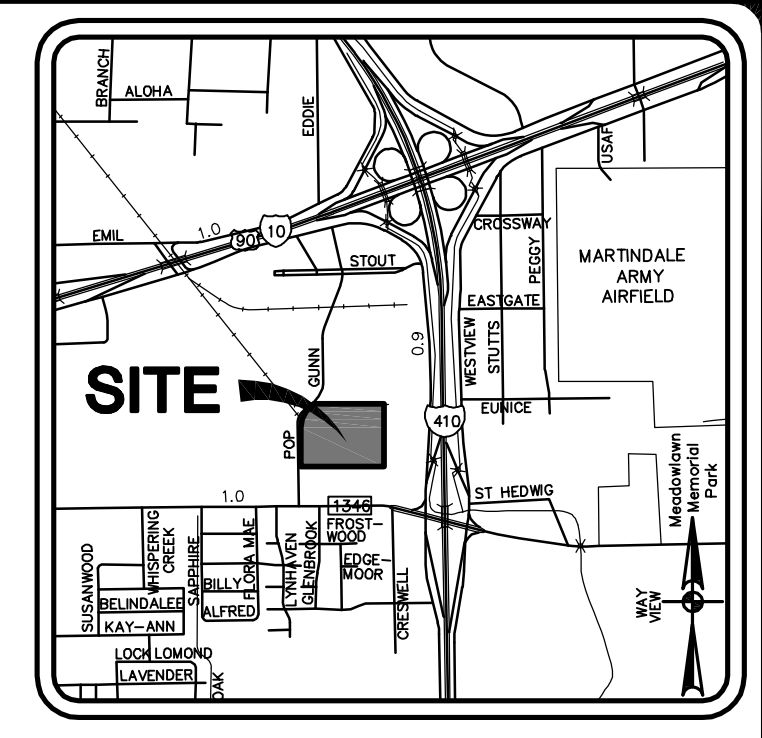 BRANCH
ALOHA
EDDIE
USAF
EMIL
1.0
90
10
CROSSWAY
PEGGY
STOUT
MARTINDALE
ARMY
AIRFIELD
EASTGATE
0.9
WESTVIEW
STUTTS
GUNN
SITE
EUNICE
410
POP
1.0
1346
ST HEDWIG
Meadowlawn
Memorial
Park
FROST-
WOOD
SUSANWOOD
WHISPERING
CREEK
SAPPHIRE
FLORA MAE
LYNHAVEN
GLENBROOK
EDGE-
MOOR
CRESWELL
BILLY
BELINDALEE
ALFRED
KAY-ANN
WAY
VIEW
LOCK LOMOND
LAVENDER
OAK